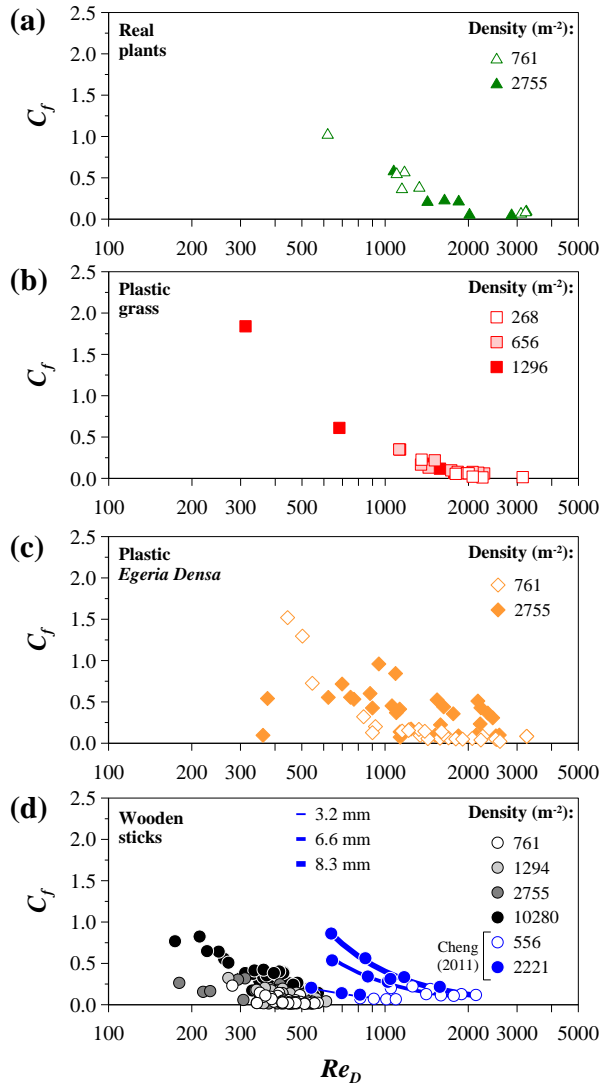 (a)
Real
plants
Density (m⁻²):
761
2755
C_f
2.5
2.0
1.5
1.0
0.5
0.0
100 200 300 500 1000 2000 3000 5000
(b)
Plastic
grass
Density (m⁻²):
268
656
1296
C_f
2.5
2.0
1.5
1.0
0.5
0.0
100 200 300 500 1000 2000 3000 5000
(c)
Plastic
Egeria Densa
Density (m⁻²):
761
2755
C_f
2.5
2.0
1.5
1.0
0.5
0.0
100 200 300 500 1000 2000 3000 5000
(d)
Wooden
sticks
3.2 mm
6.6 mm
8.3 mm
Density (m⁻²):
761
1294
2755
10280
556
2221
Cheng
(2011)
C_f
2.5
2.0
1.5
1.0
0.5
0.0
100 200 300 500 1000 2000 3000 5000
Re_D